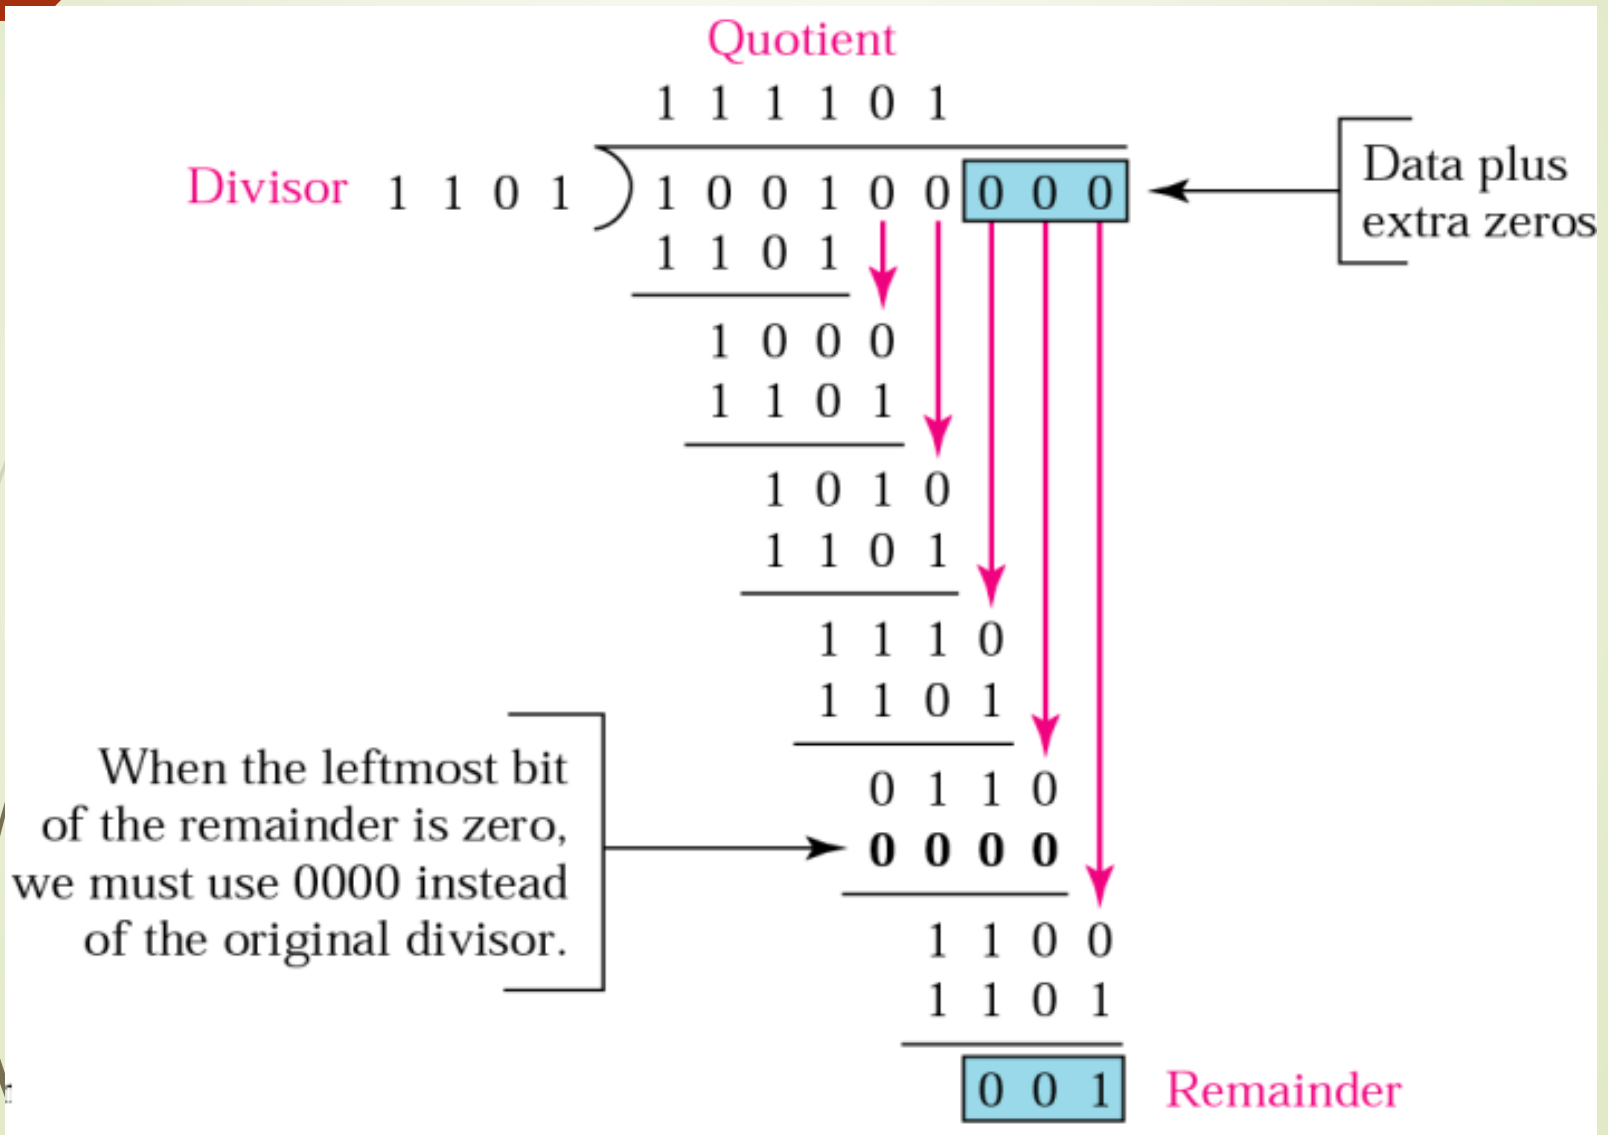 Quotient
1 1 1 1 0 1
Divisor 1 1 0 1 1 0 0 1 0 0 0 0 0
Data plus
extra zeros
1 1 0 1
1 0 0 0
1 1 0 1
1 0 1 0
1 1 0 1
1 1 1 0
1 1 0 1
When the leftmost bit
of the remainder is zero,
we must use 0000 instead
of the original divisor.
0 1 1 0
0 0 0 0
1 1 0 0
1 1 0 1
0 0 1 Remainder